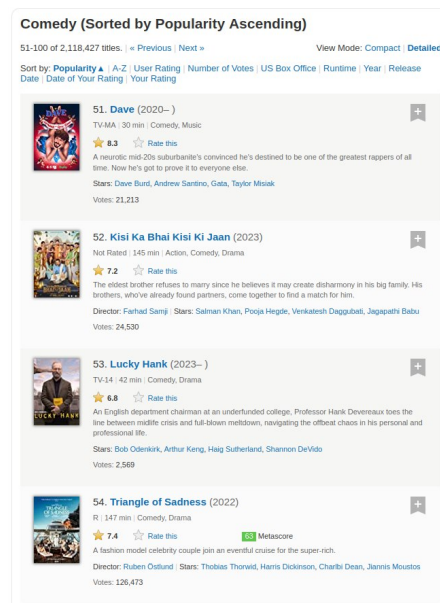 Comedy (Sorted by Popularity Ascending)
51-100 of 2,118,427 titles. | « Previous | Next »
View Mode: Compact | Detailed
Sort by: Popularity▲ | A-Z | User Rating | Number of Votes | US Box Office | Runtime | Year | Release
Date | Date of Your Rating | Your Rating
DAVE
51. Dave (2020– )
TV-MA | 30 min | Comedy, Music
8.3 Rate this
A neurotic mid-20s suburbanite's convinced he's destined to be one of the greatest rappers of all
time. Now he's got to prove it to everyone else.
Stars: Dave Burd, Andrew Santino, Gata, Taylor Misiak
Votes: 21,213
52. Kisi Ka Bhai Kisi Ki Jaan (2023)
Not Rated | 145 min | Action, Comedy, Drama
7.2 Rate this
The eldest brother refuses to marry since he believes it may create disharmony in his big family. His
brothers, who've already found partners, come together to find a match for him.
Director: Farhad Samji | Stars: Salman Khan, Pooja Hegde, Venkatesh Daggubati, Jagapathi Babu
Votes: 24,530
LUCKY HANK
53. Lucky Hank (2023– )
TV-14 | 42 min | Comedy, Drama
6.8 Rate this
An English department chairman at an underfunded college, Professor Hank Devereaux toes the
line between midlife crisis and full-blown meltdown, navigating the offbeat chaos in his personal and
professional life.
Stars: Bob Odenkirk, Arthur Keng, Haig Sutherland, Shannon DeVido
Votes: 2,569
TRIANGLE
OF SADNESS
54. Triangle of Sadness (2022)
R | 147 min | Comedy, Drama
7.4 Rate this 63 Metascore
A fashion model celebrity couple join an eventful cruise for the super-rich.
Director: Ruben Östlund | Stars: Thobias Thorwid, Harris Dickinson, Charlbi Dean, Jiannis Moustos
Votes: 126,473